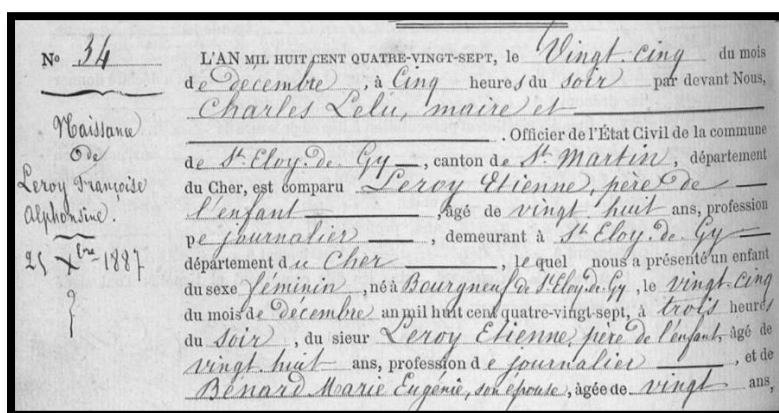 N° 34
Naissance
de
Leroy Françoise
Alphonsine.
25 Xbre 1887
L'AN MIL HUIT CENT QUATRE-VINGT-SEPT, le Vingt-cinq du mois
de décembre, à Cinq heures du soir par devant Nous,
Charles Lelu, maire et
. Officier de l'État Civil de la commune
de St. Eloy. de Gy, canton de St. Martin, département
du Cher, est comparu Leroy Etienne, père de
l'enfant, âgé de vingt huit ans, profession
de journalier, demeurant à St. Eloy. de Gy
département du Cher, le quel nous a présenté un enfant
du sexe féminin, né à Bourgneuf de St. Eloy de Gy, le vingt-cinq
du mois de décembre an mil huit cent quatre-vingt-sept, à trois heures
du soir, du sieur Leroy Etienne, père de l'enfant, âgé de
vingt. huit ans, profession de journalier, et de
Bénard Marie Eugénie, son épouse, âgée de vingt ans,